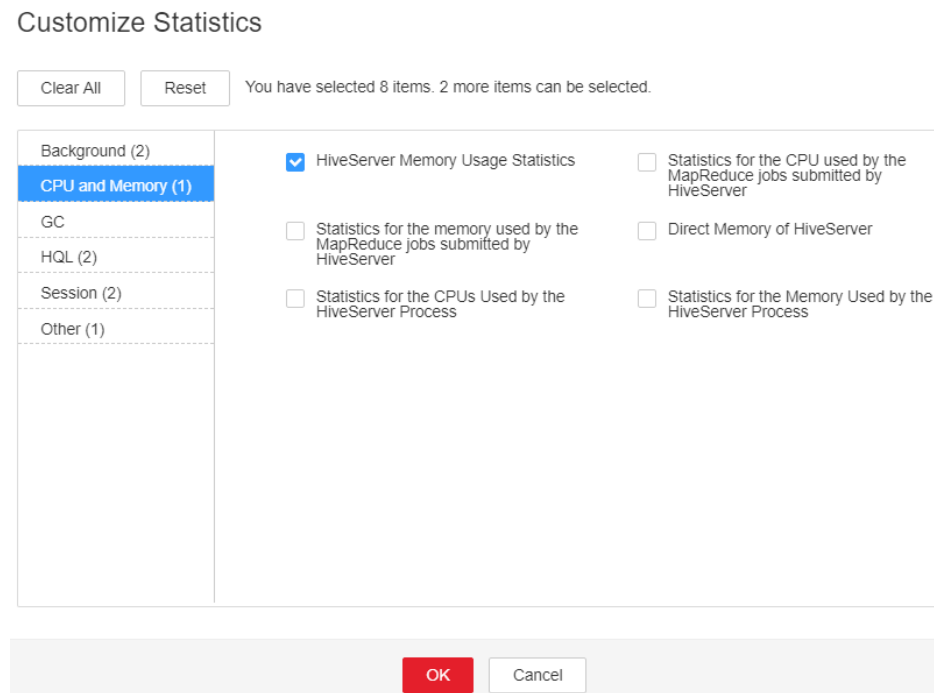 Customize Statistics
Clear All
Reset
You have selected 8 items. 2 more items can be selected.
Background (2)
CPU and Memory (1)
GC
HQL (2)
Session (2)
Other (1)
HiveServer Memory Usage Statistics
Statistics for the CPU used by the
MapReduce jobs submitted by
HiveServer
Statistics for the memory used by the
MapReduce jobs submitted by
HiveServer
Direct Memory of HiveServer
Statistics for the CPUs Used by the
HiveServer Process
Statistics for the Memory Used by the
HiveServer Process
OK
Cancel